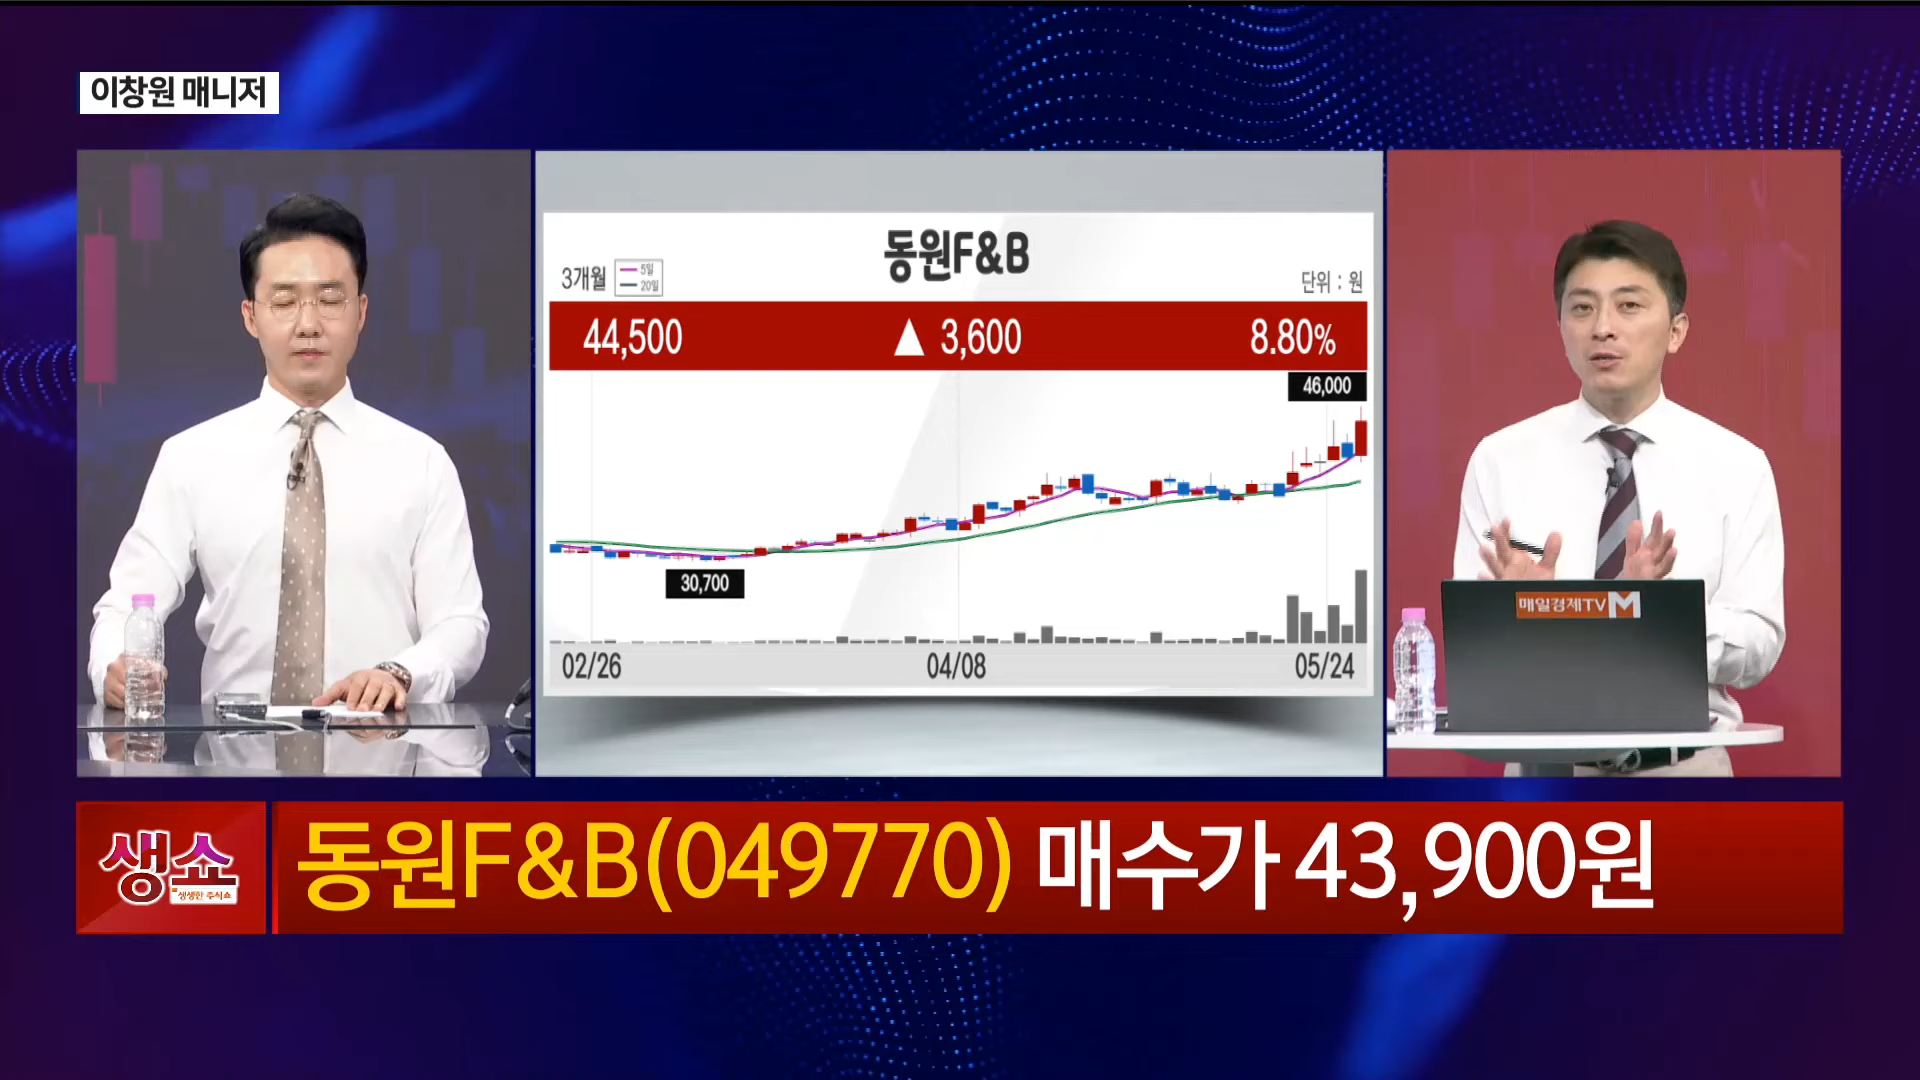 이창원 매니저
동원F&B
3개월
5일
20일
단위 : 원
44,500 ▲ 3,600 8.80%
46,000
30,700
02/26 04/08 05/24
매일경제TV M
생쇼
생생한 주식쇼
동원F&B(049770) 매수가 43,900원